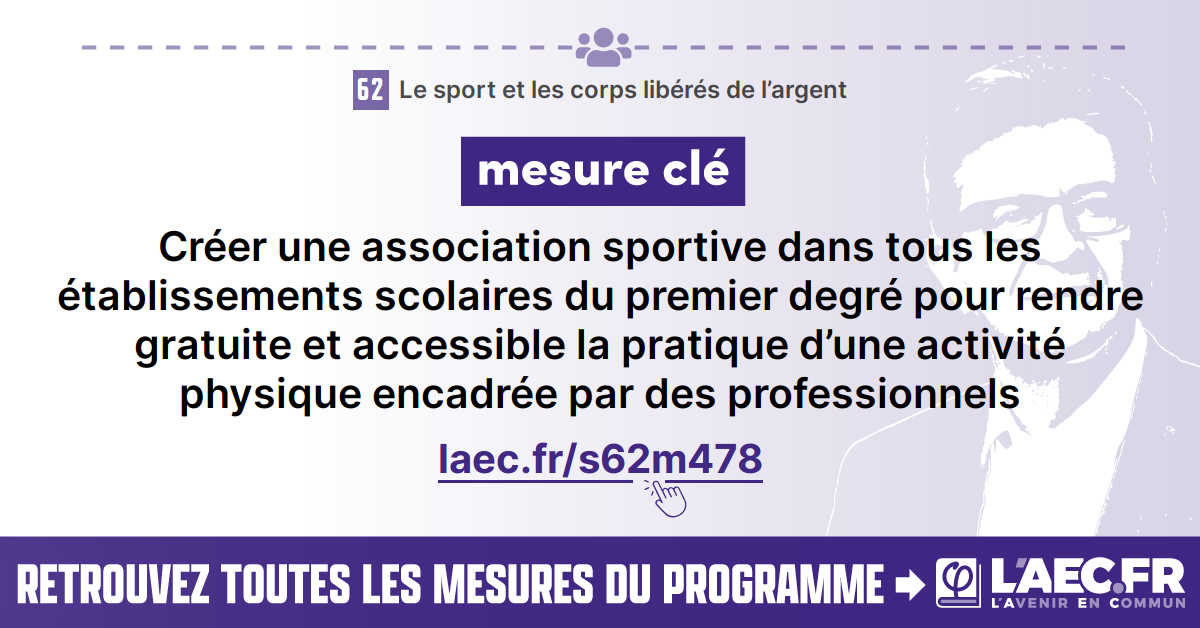 62 Le sport et les corps libérés de l’argent
mesure clé
Créer une association sportive dans tous les
établissements scolaires du premier degré pour rendre
gratuite et accessible la pratique d’une activité
physique encadrée par des professionnels
laec.fr/s62m478
RETROUVEZ TOUTES LES MESURES DU PROGRAMME
φ L'AEC.FR
L'AVENIR EN COMMUN